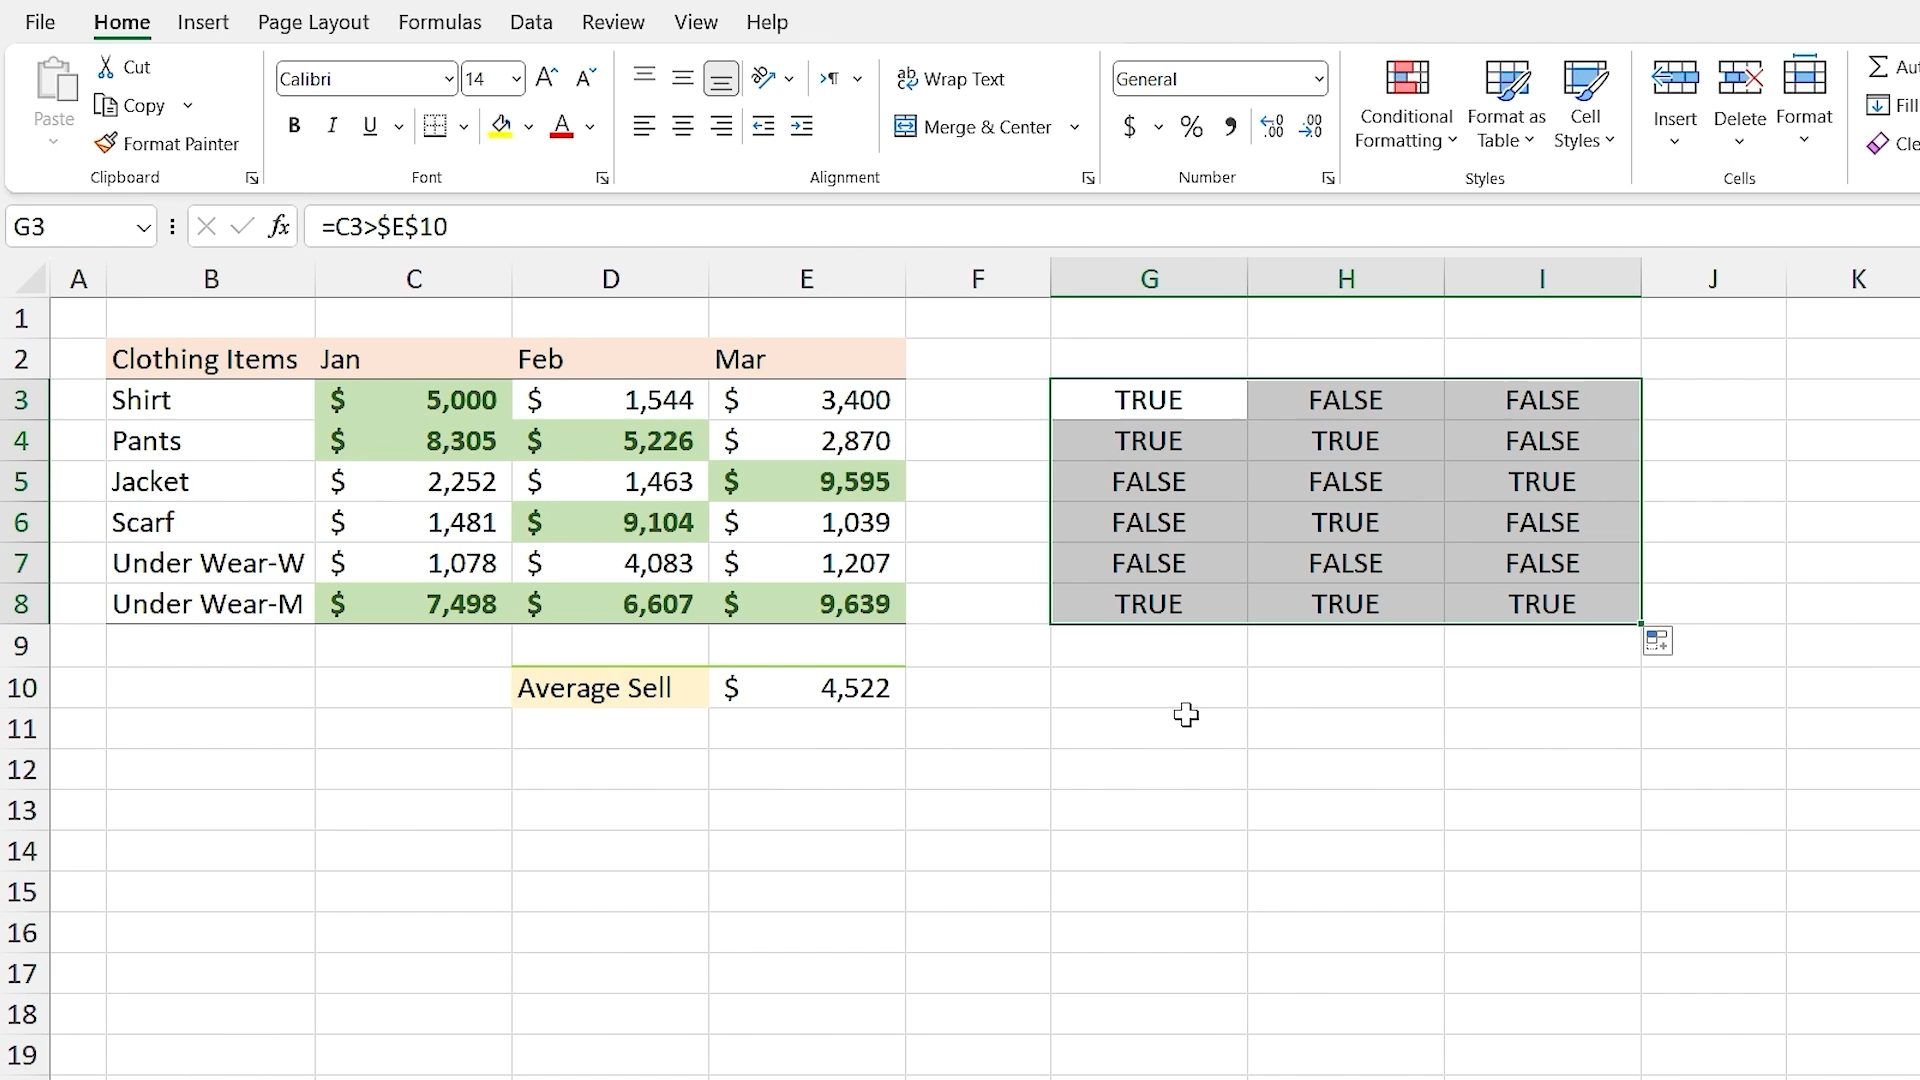 File Home Insert Page Layout Formulas Data Review View Help
Paste
Cut
Copy
Format Painter
Clipboard
Calibri 14 A A
B I U A
Font
ab Wrap Text
Merge & Center
Alignment
General
$ % , .00 .00
Number
Conditional Formatting
Format as Table
Cell Styles
Styles
Insert Delete Format
Cells
Σ Aut
Fill
Cle
G3 fx =C3>$E$10
A B C D E F G H I J K
1
2 Clothing Items Jan Feb Mar
3 Shirt $ 5,000 $ 1,544 $ 3,400 TRUE FALSE FALSE
4 Pants $ 8,305 $ 5,226 $ 2,870 TRUE TRUE FALSE
5 Jacket $ 2,252 $ 1,463 $ 9,595 FALSE FALSE TRUE
6 Scarf $ 1,481 $ 9,104 $ 1,039 FALSE TRUE FALSE
7 Under Wear-W $ 1,078 $ 4,083 $ 1,207 FALSE FALSE FALSE
8 Under Wear-M $ 7,498 $ 6,607 $ 9,639 TRUE TRUE TRUE
9
10 Average Sell $ 4,522
11
12
13
14
15
16
17
18
19